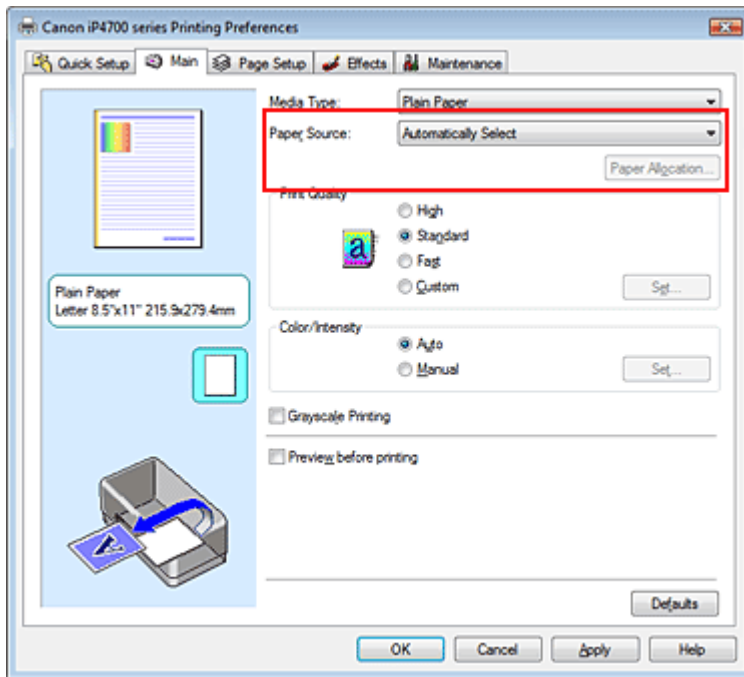 Canon iP4700 series Printing Preferences
Quick Setup Main Page Setup Effects Maintenance
Media Type: Plain Paper
Paper Source: Automatically Select
Paper Allocation...
Print Quality
High
Standard
Fast
Custom Set...
Plain Paper
Letter 8.5"x11" 215.9x279.4mm
Color/Intensity
Auto
Manual Set...
Grayscale Printing
Preview before printing
Defaults
OK Cancel Apply Help